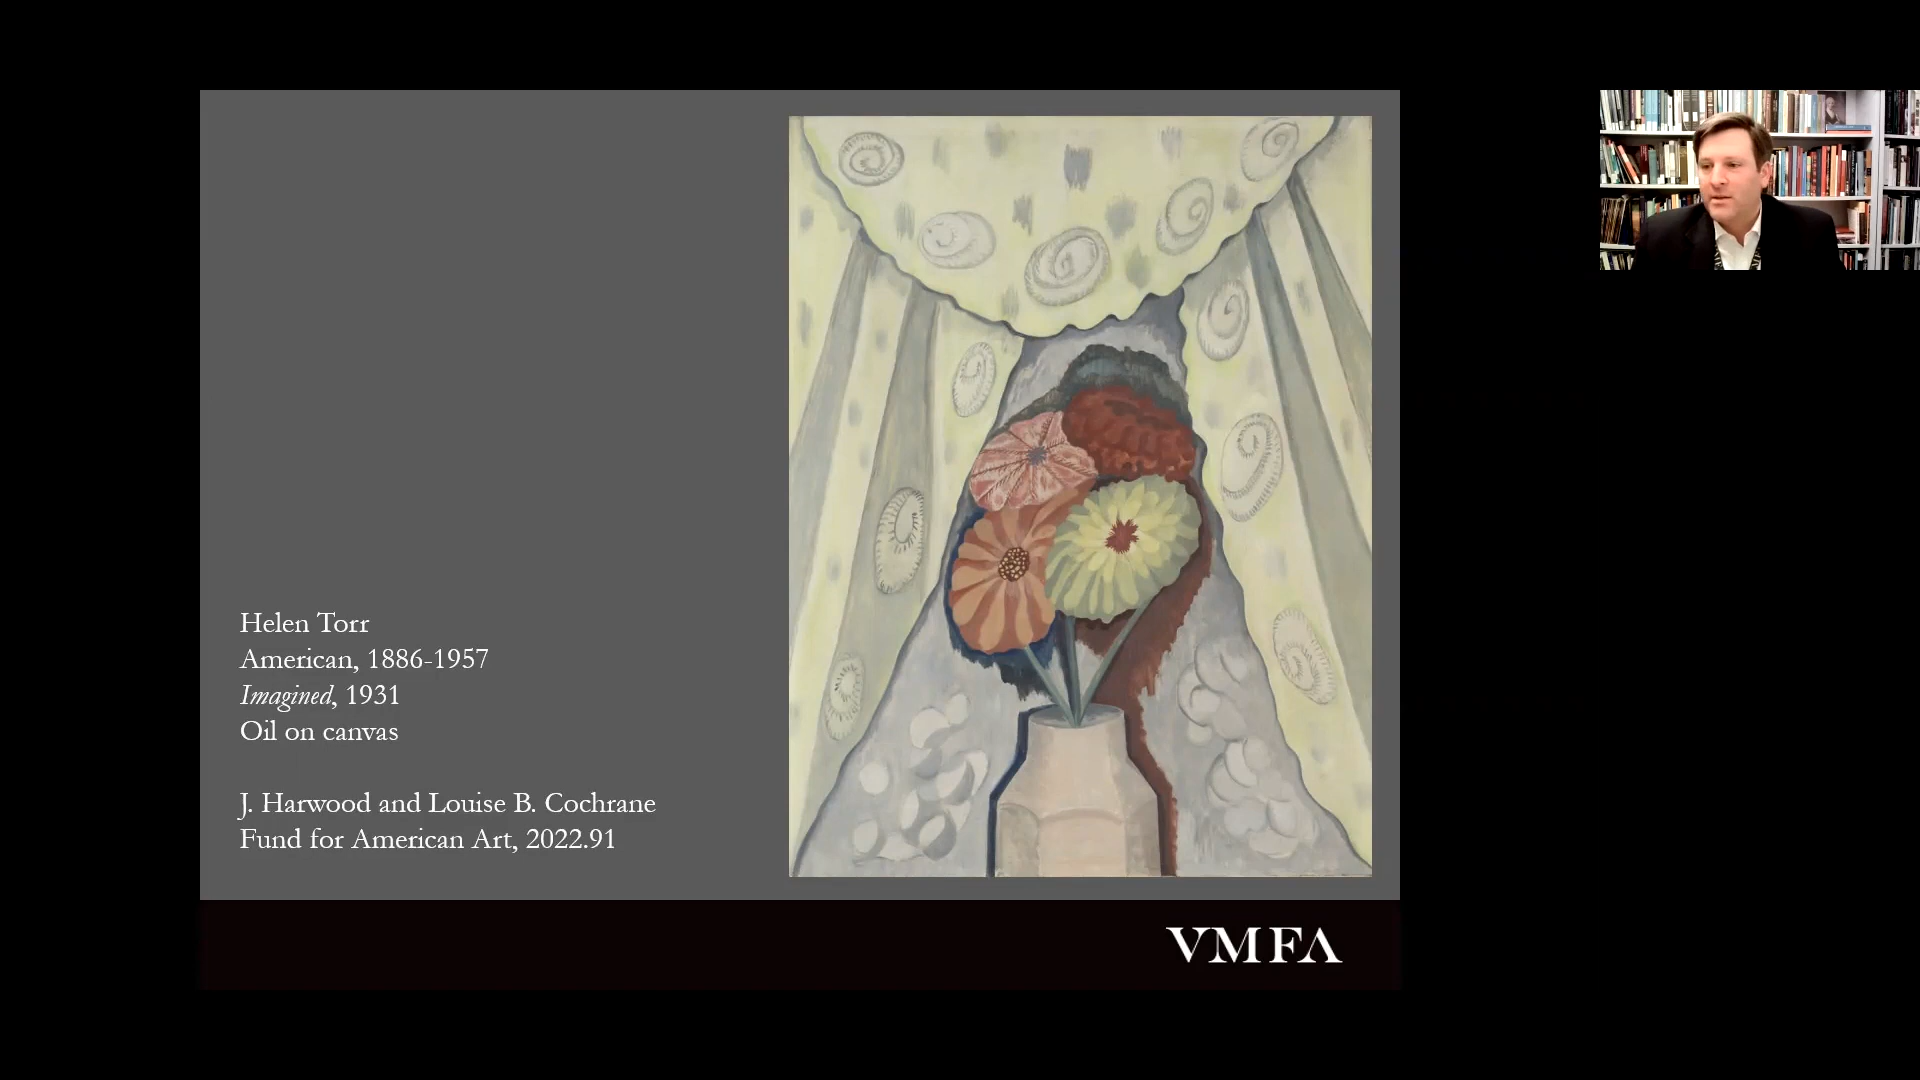 Helen Torr
American, 1886-1957
Imagined, 1931
Oil on canvas
J. Harwood and Louise B. Cochrane
Fund for American Art, 2022.91
VMFA